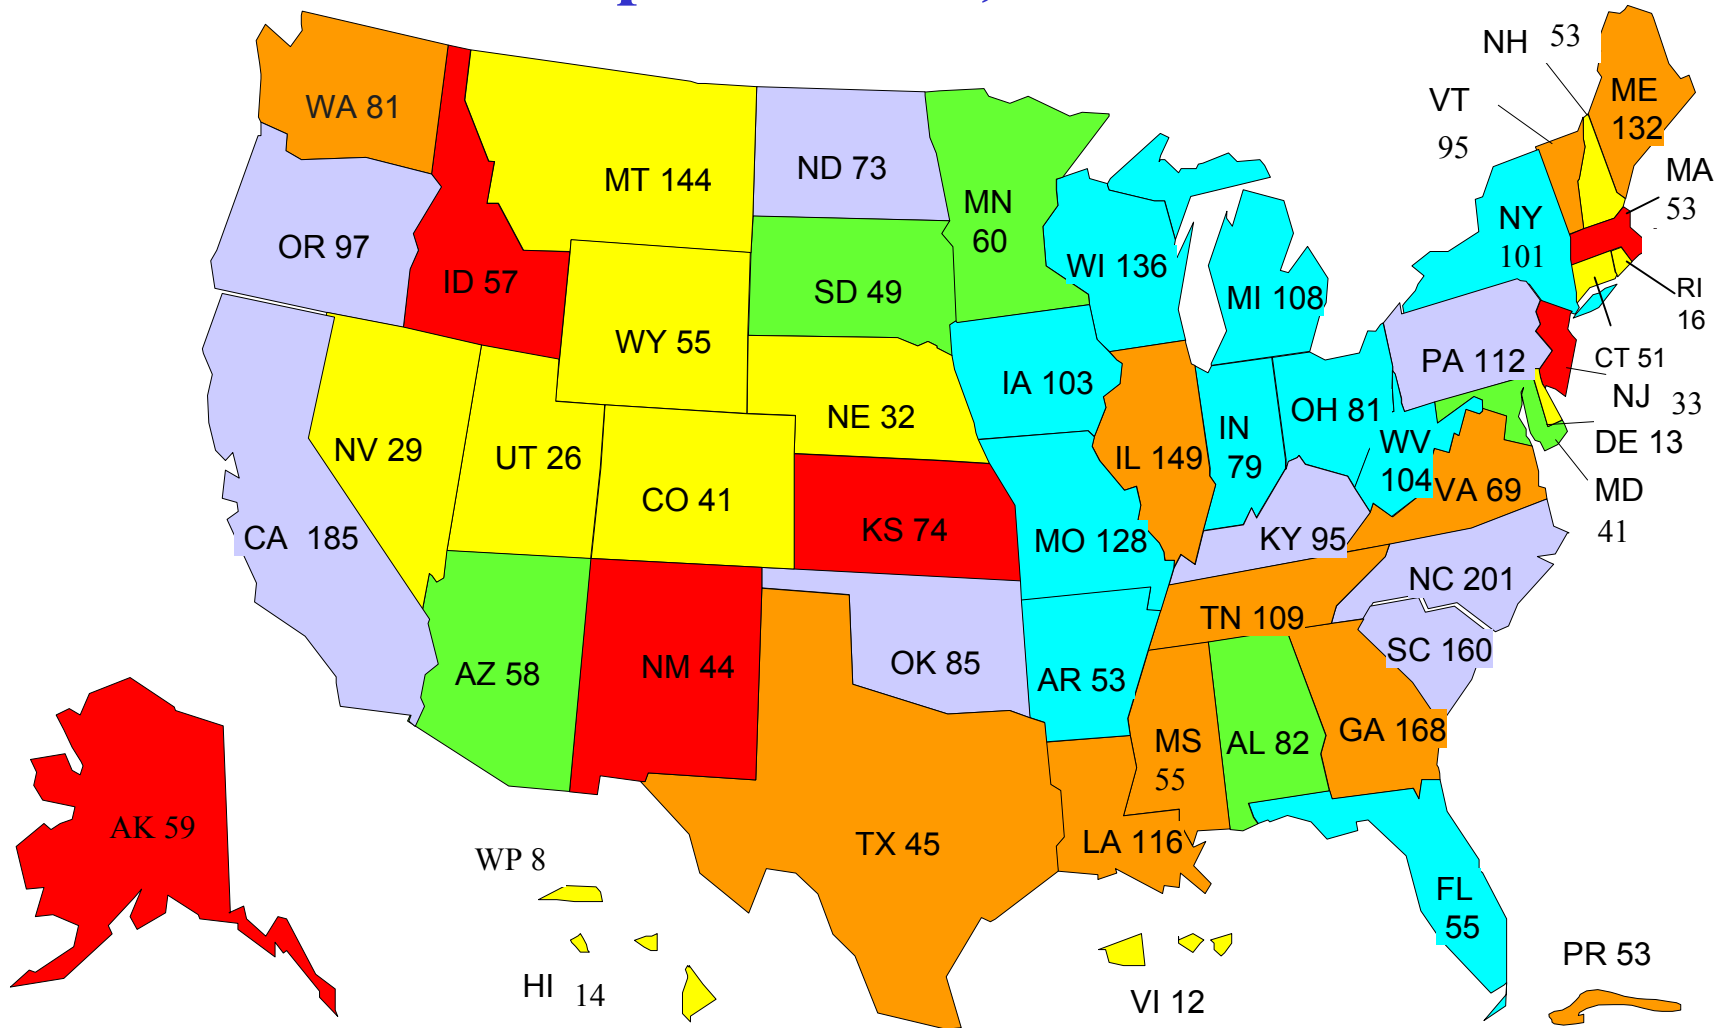 NH 53
ME
132
VT
95
WA 81
MA
53
ND 73
MT 144
MN
60
NY
101
OR 97
WI 136
ID 57
SD 49
MI 108
RI
16
WY 55
PA 112
CT 51
IA 103
NJ 33
NE 32
OH 81
DE 13
IN
79
WV
104
NV 29
UT 26
IL 149
VA 69
MD
41
CO 41
KS 74
CA 185
MO 128
KY 95
NC 201
TN 109
SC 160
OK 85
NM 44
AZ 58
AR 53
GA 168
MS
55
AL 82
AK 59
TX 45
LA 116
WP 8
FL
55
PR 53
HI 14
VI 12